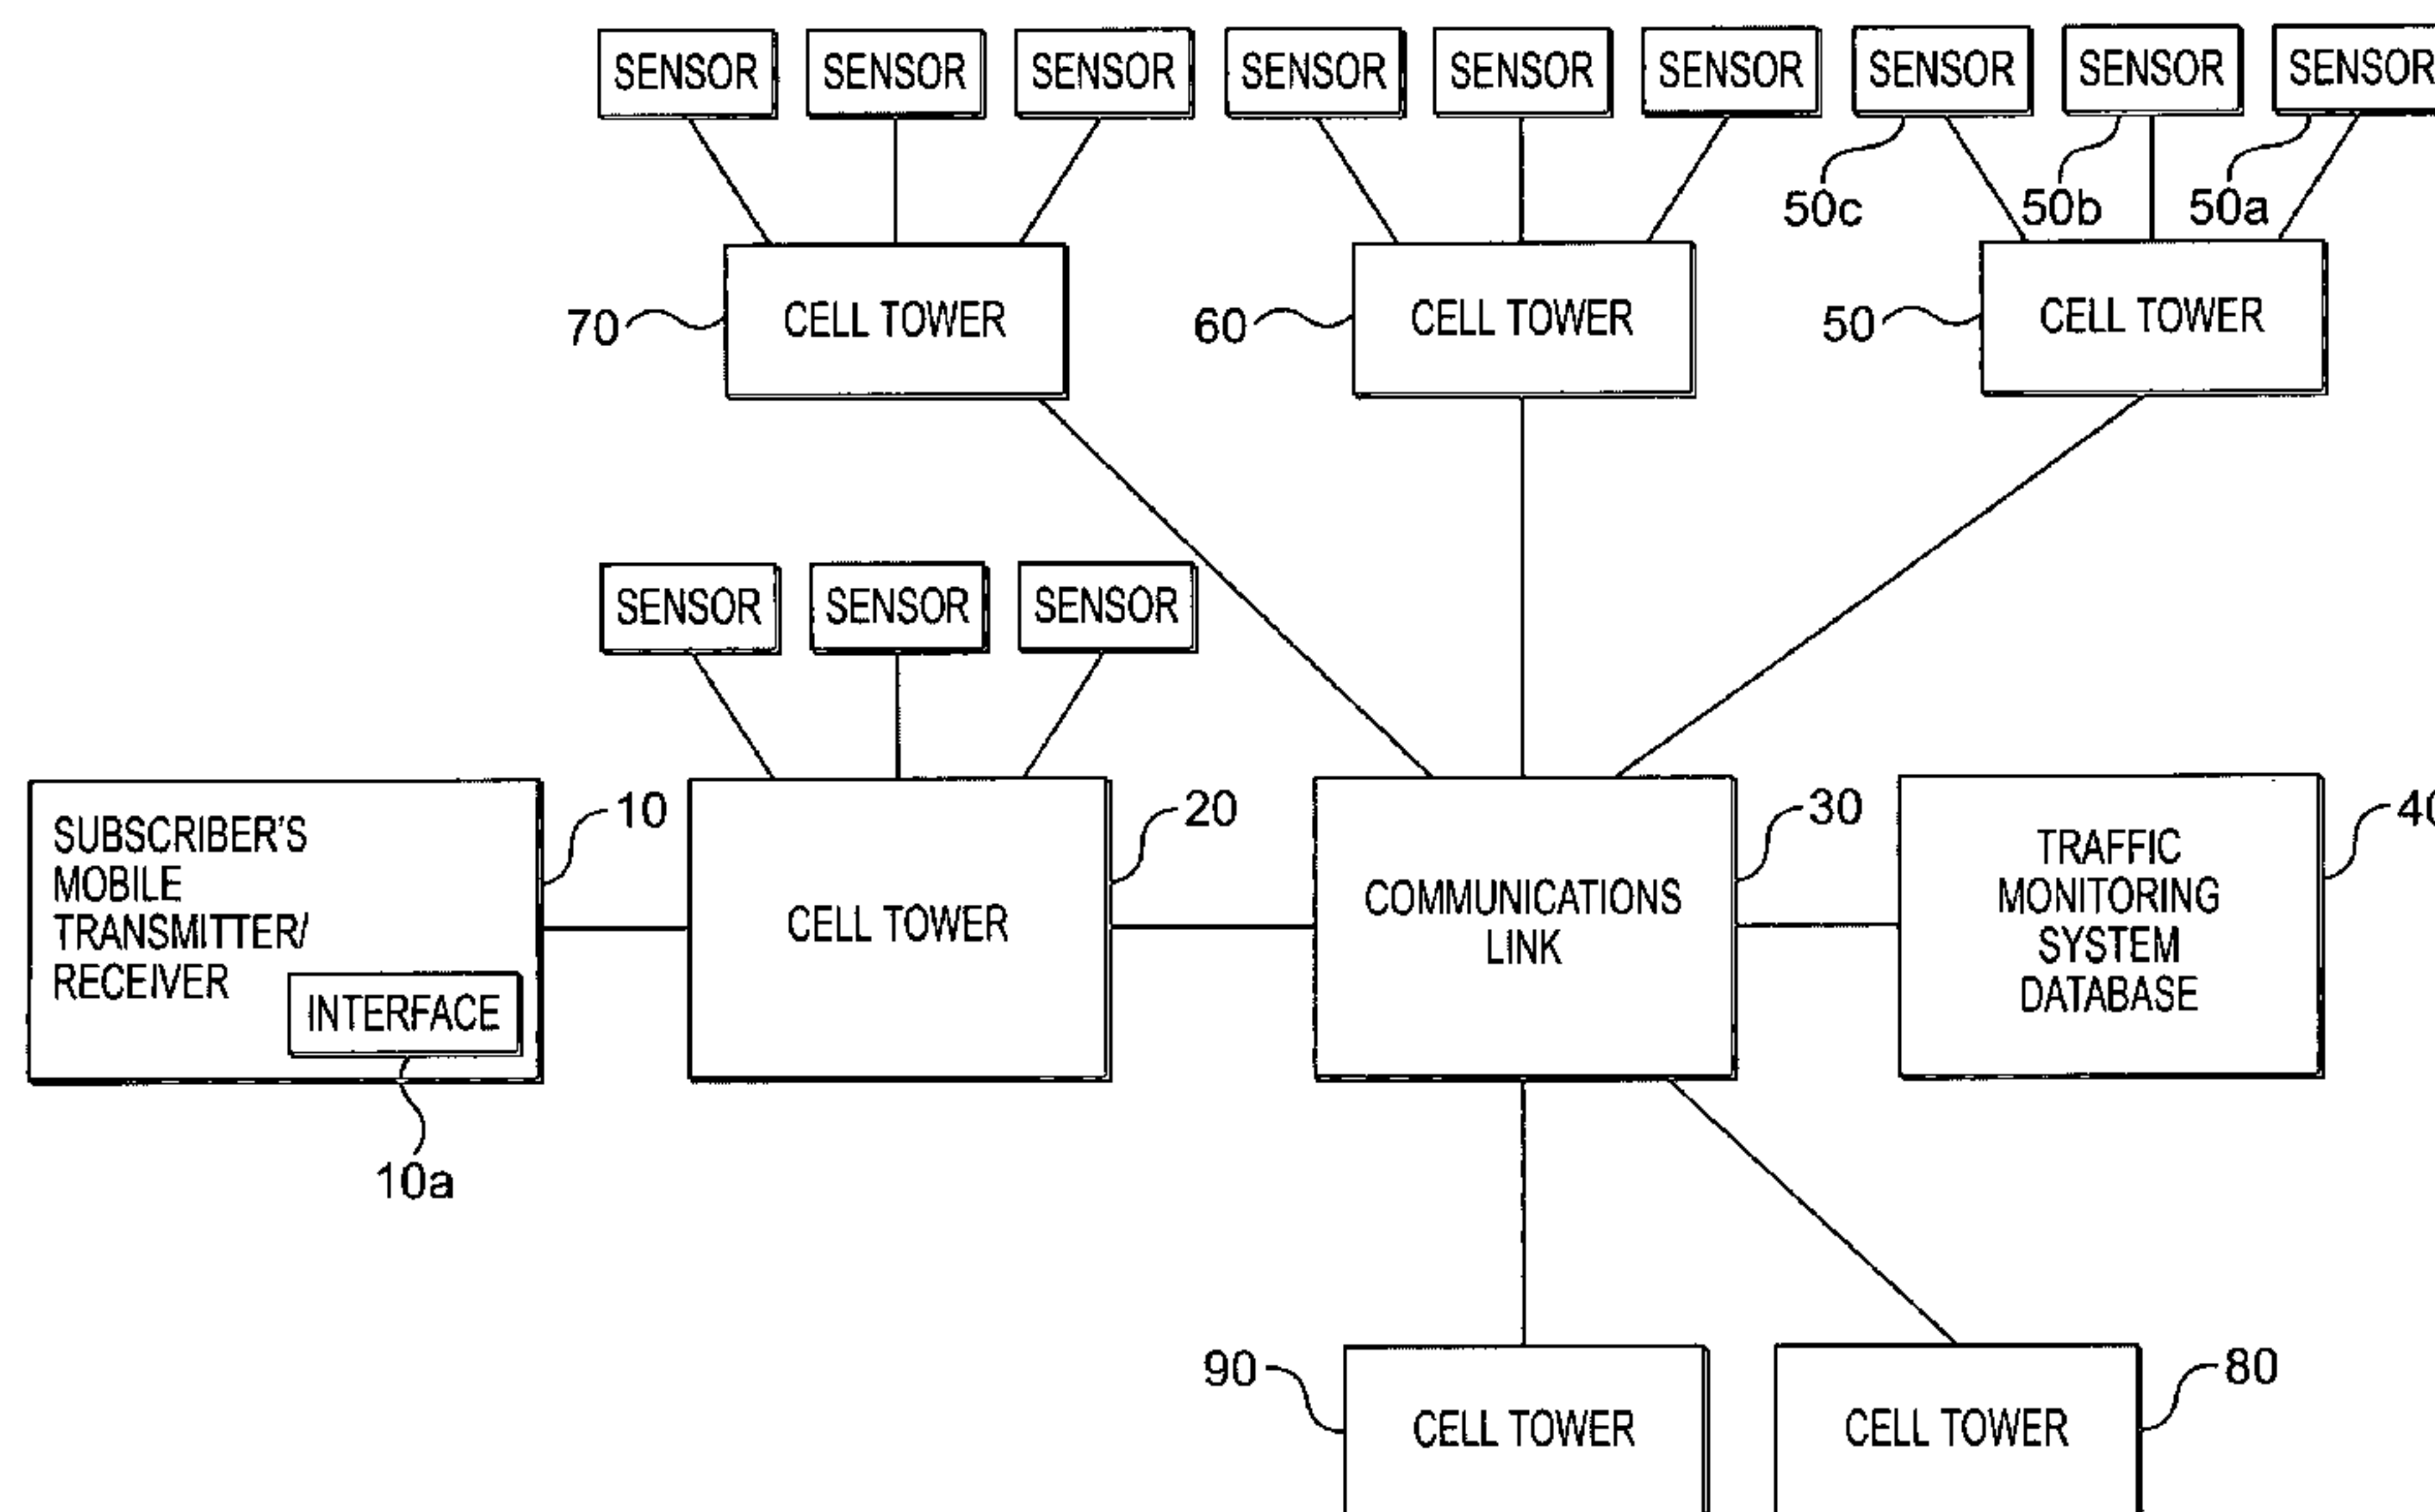 SENSOR SENSOR SENSOR SENSOR SENSOR SENSOR SENSOR SENSOR SENSOR
50c 50b 50a
70 CELL TOWER 60 CELL TOWER 50 CELL TOWER
SENSOR SENSOR SENSOR
SUBSCRIBER'S
MOBILE
TRANSMITTER/
RECEIVER
INTERFACE
10
10a
CELL TOWER
20
COMMUNICATIONS
LINK
30
TRAFFIC
MONITORING
SYSTEM
DATABASE
40
90 CELL TOWER
CELL TOWER 80